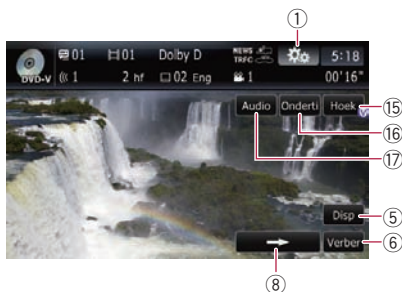 ①
01 01 Dolby D NEWS TRFC 5:18
DVD-V 1 2 hf 02 Eng 1 00'16"
Audio Onderti Hoek ⑮
⑯
⑰
Disp ⑤
Verber ⑥
⑧